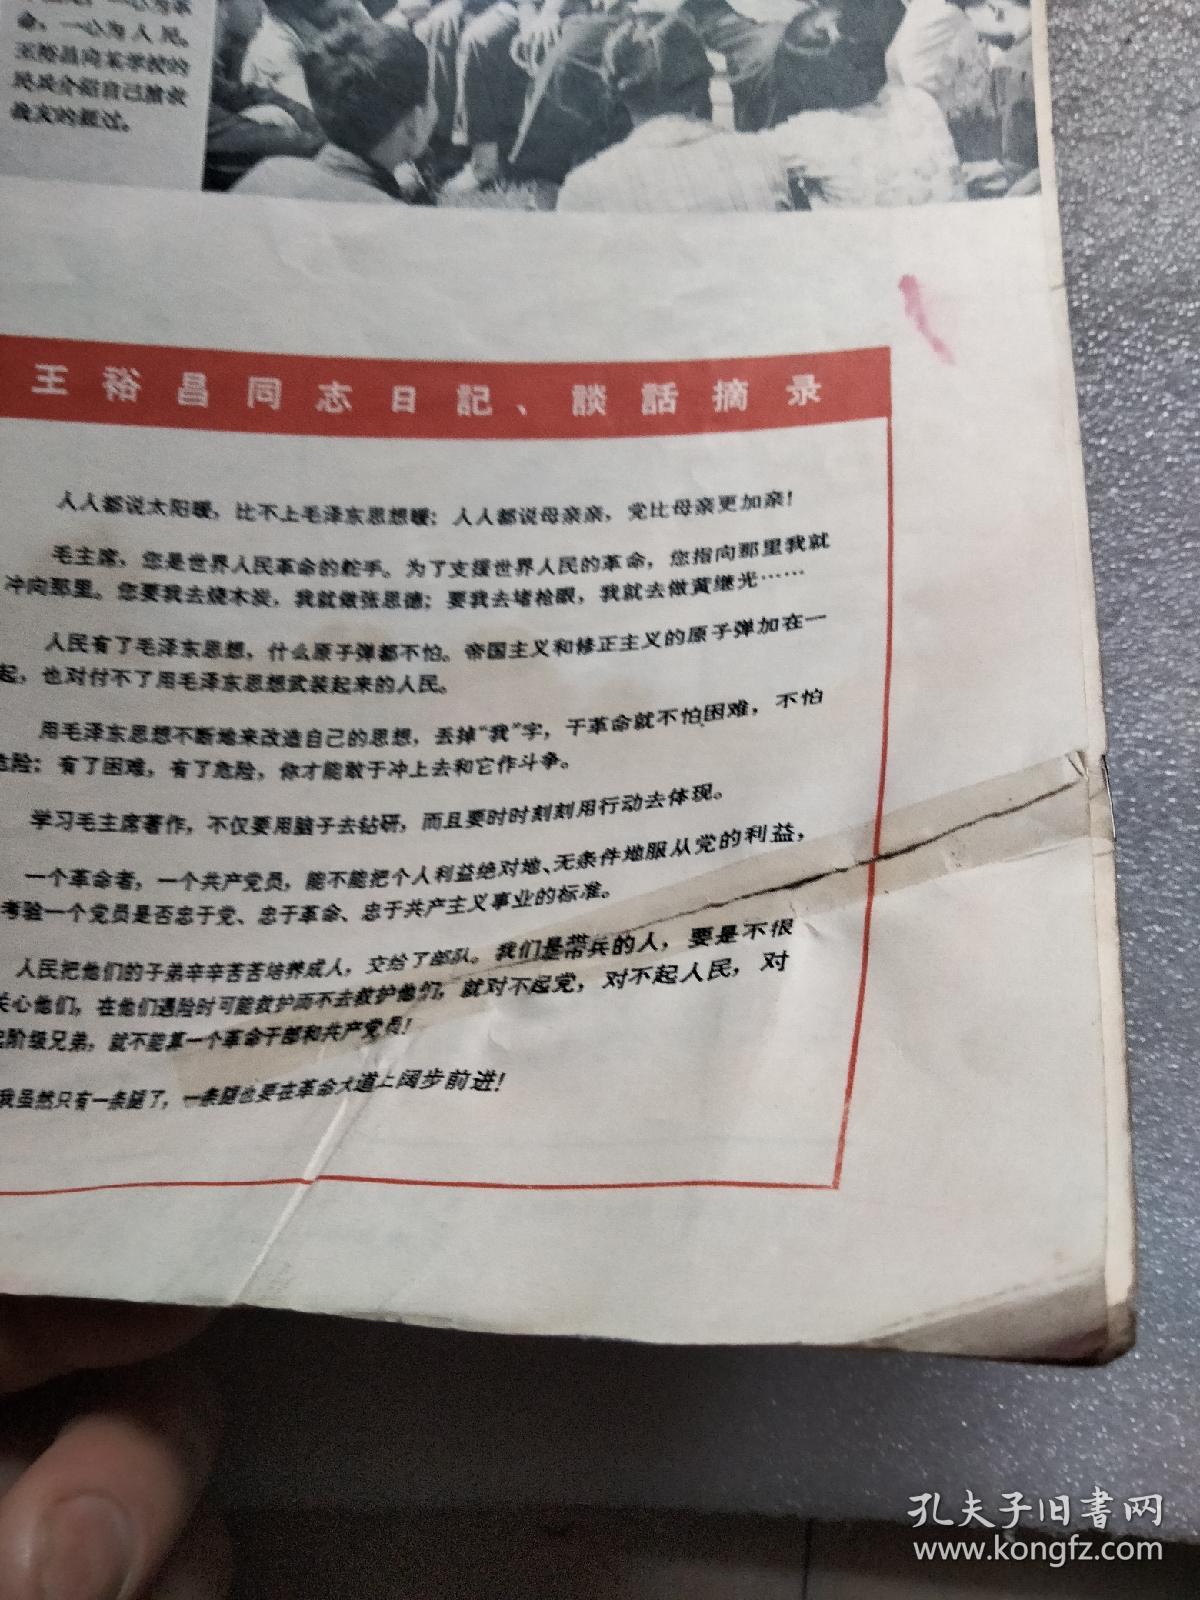 命，一心为人民。
王裕昌向某学校的
民兵介绍自己抢救
战友的经过。
王裕昌同志日記、談話摘录
人人都说太阳暖，比不上毛泽东思想暖；人人都说母亲亲，党比母亲更加亲！
毛主席，您是世界人民革命的舵手。为了支援世界人民的革命，您指向那里我就
冲向那里。您要我去烧木炭，我就做张思德；要我去堵枪眼，我就去做黄继光……
人民有了毛泽东思想，什么原子弹都不怕。帝国主义和修正主义的原子弹加在一
起，也对付不了用毛泽东思想武装起来的人民。
用毛泽东思想不断地来改造自己的思想，丢掉“我”字，干革命就不怕困难，不怕
危险；有了困难，有了危险，你才能敢于冲上去和它作斗争。
学习毛主席著作，不仅要用脑子去钻研，而且要时时刻刻用行动去体现。
一个革命者，一个共产党员，能不能把个人利益绝对地、无条件地服从党的利益，
考验一个党员是否忠于党、忠于革命、忠于共产主义事业的标准。
人民把他们的子弟辛辛苦苦培养成人，交给了部队。我们是带兵的人，要是不很
关心他们，在他们遇险时可能救护而不去救护他们，就对不起党，对不起人民，对
起阶级兄弟，就不能算一个革命干部和共产党员！
我虽然只有一条腿了，一条腿也要在革命大道上阔步前进！
孔夫子旧書网
www.kongfz.com